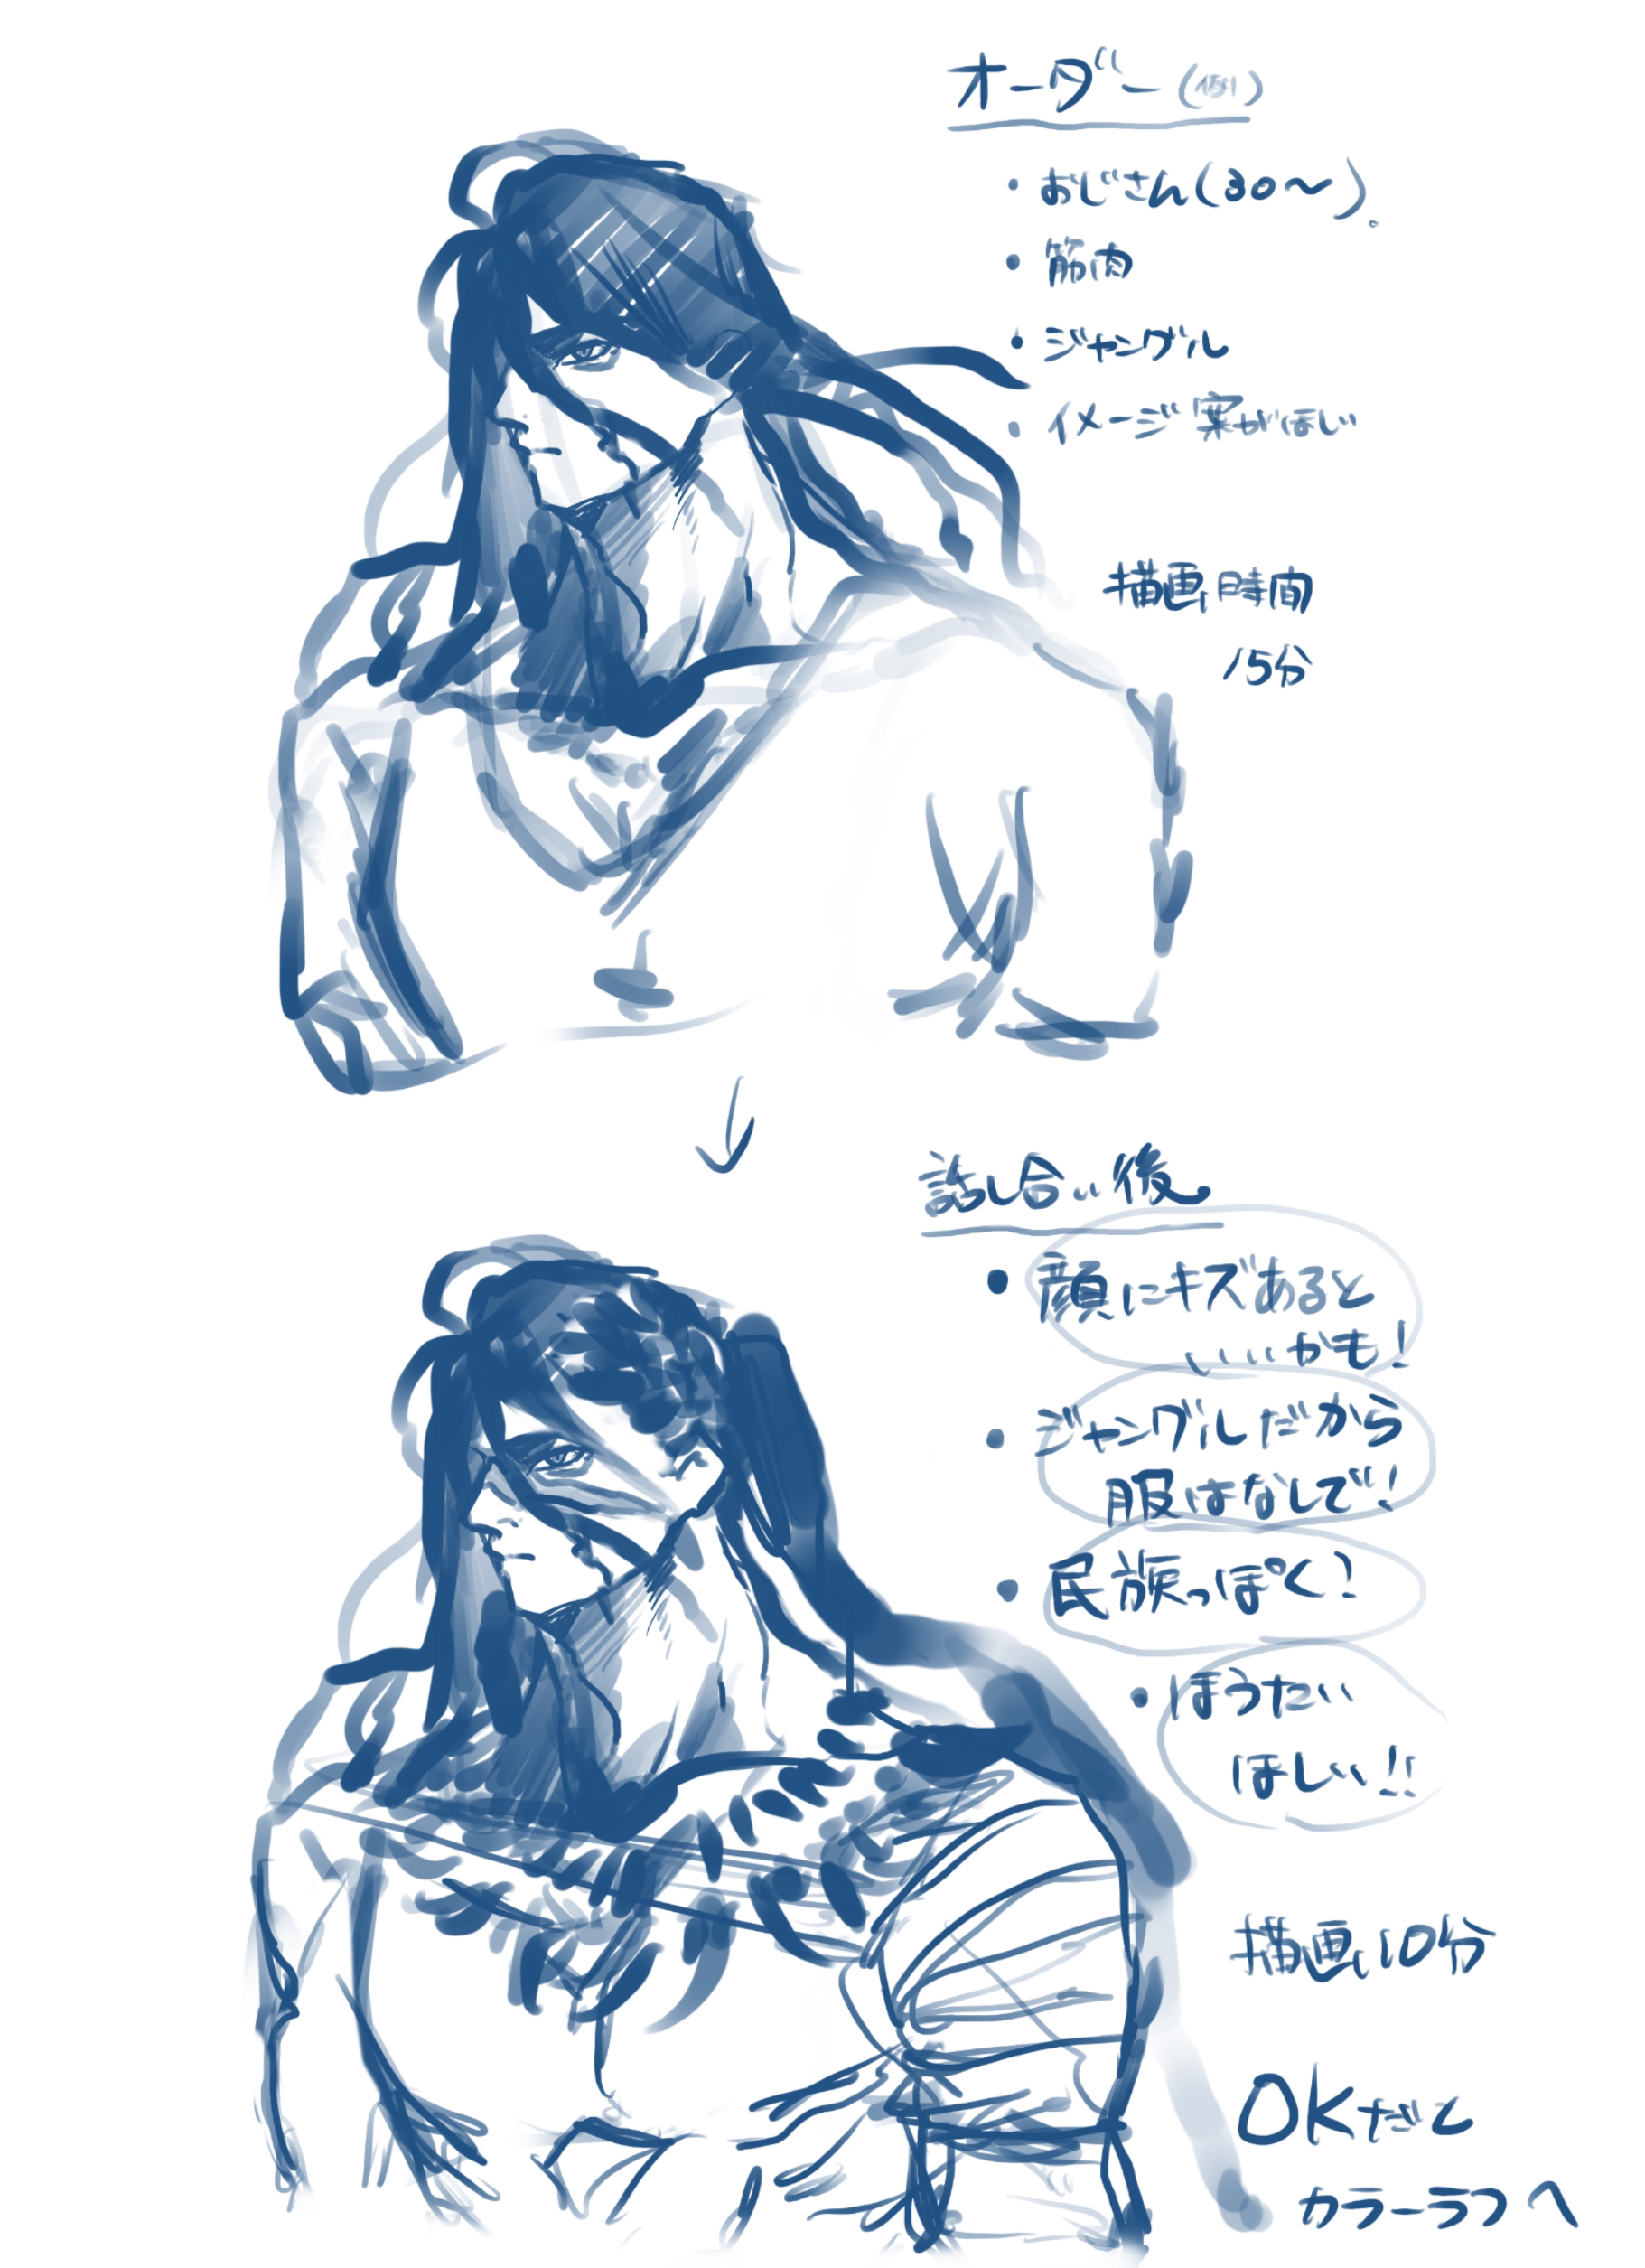 オーダー(例)
・おじさん(30〜)。
・筋肉
・ジャングル
・イメージ案がほしい
描画時間
15分
話し合い後
・顔にキズあると
いいかも!
・ジャングルだから
服はなしで!
・民族っぽく!
・ほうたい
ほしい!!
描画10分
OKだと
カラーラフへ